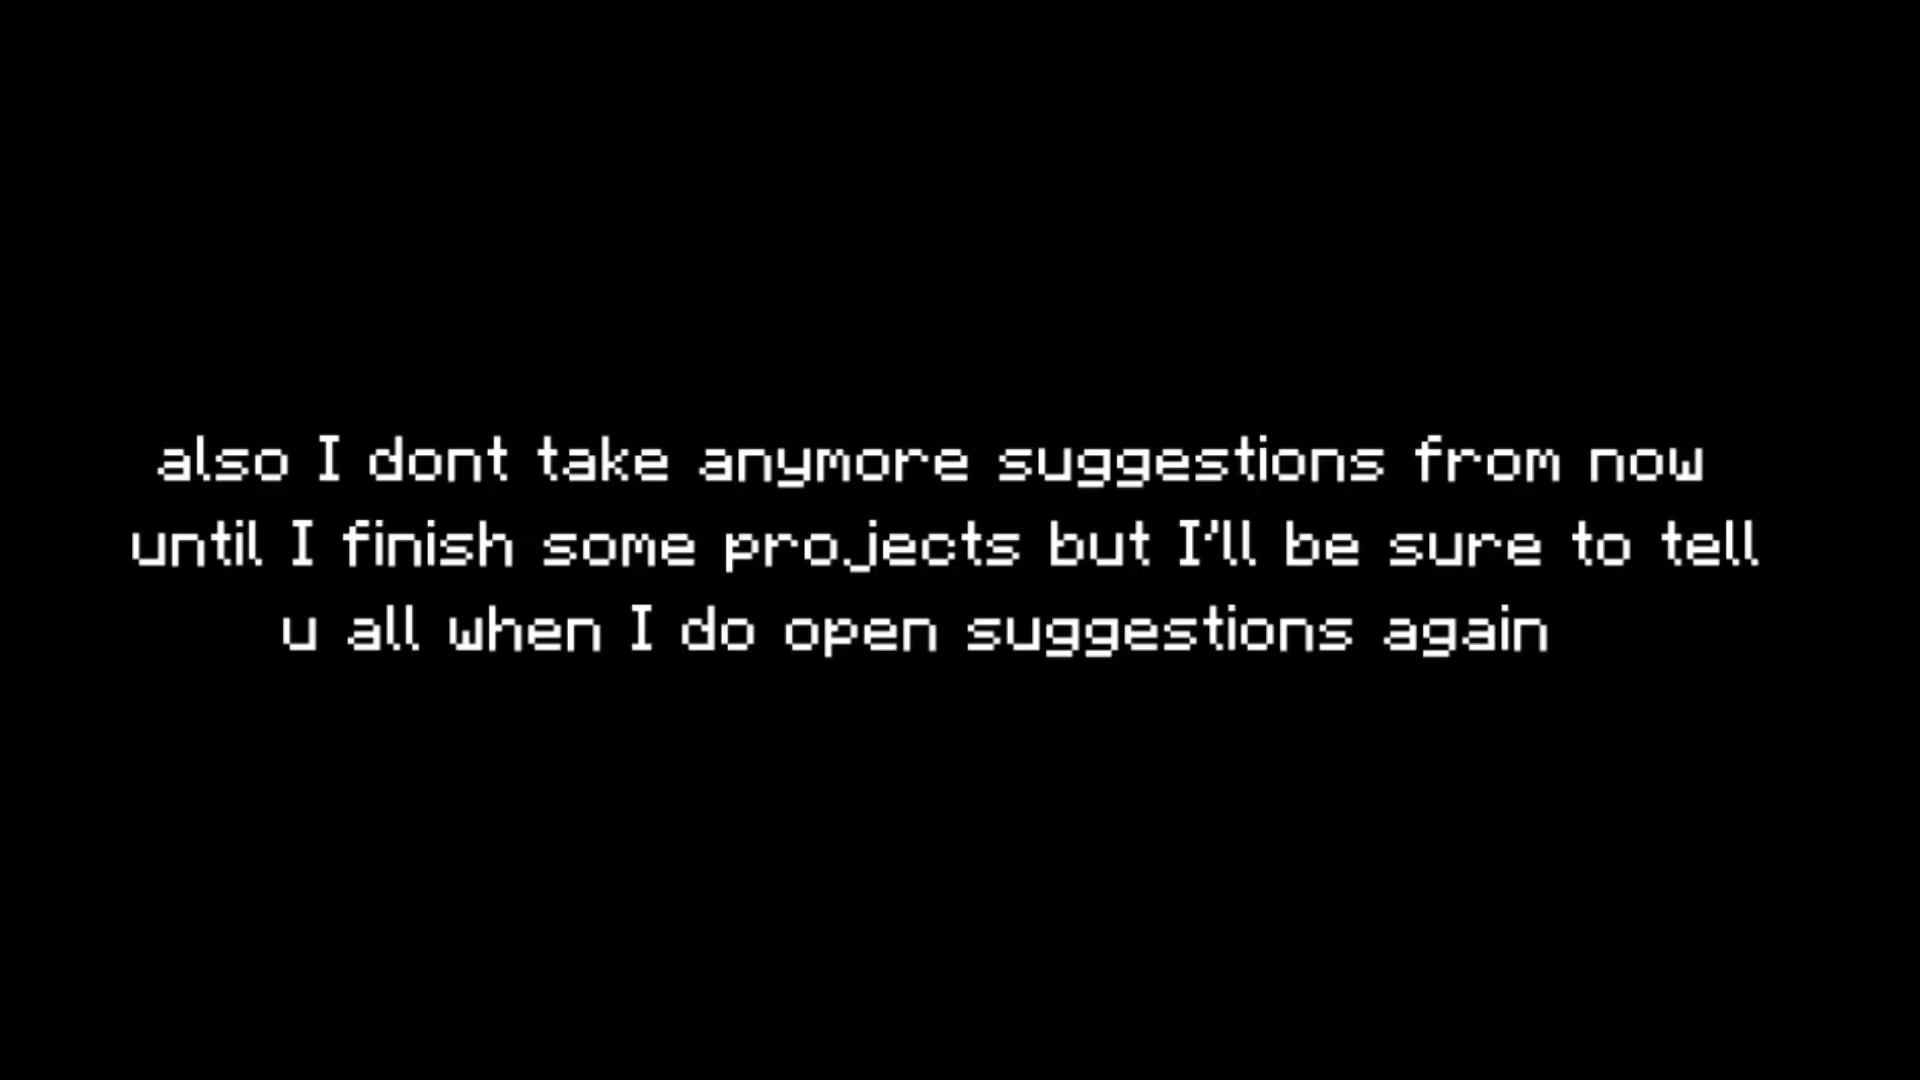 also I dont take anymore suggestions from now
until I finish some projects but I'll be sure to tell
u all when I do open suggestions again